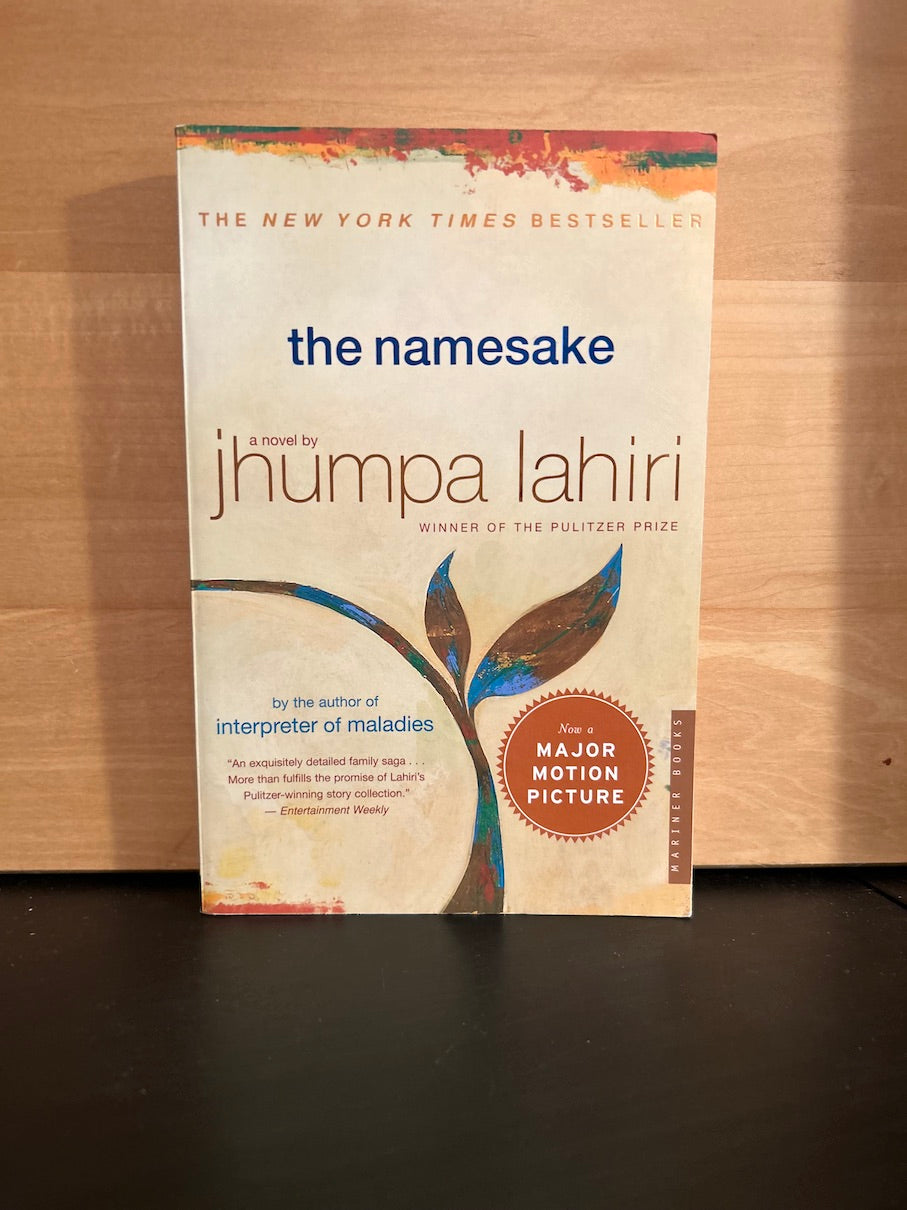 THE NEW YORK TIMES BESTSELLER
the namesake
a novel by
jhumpa lahiri
WINNER OF THE PULITZER PRIZE
by the author of
interpreter of maladies
“An exquisitely detailed family saga . . .
More than fulfills the promise of Lahiri’s
Pulitzer-winning story collection.”
— Entertainment Weekly
Now a
MAJOR
MOTION
PICTURE
MARINER BOOKS